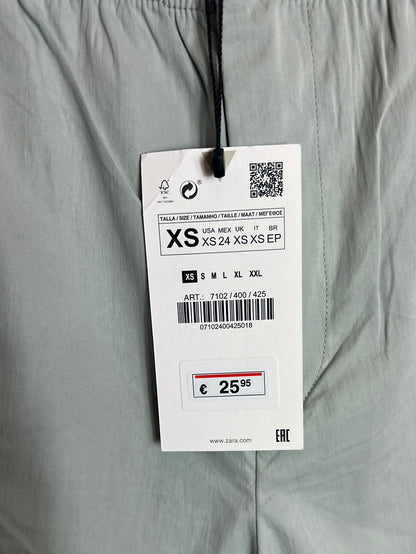 FSC
TALLA / SIZE / TAMANHO / TAILLE / MAAT / ΜΕΓΕΘΟΣ
USA MEX UK IT BR
XS XS 24 XS XS EP
XS S M L XL XXL
ART.: 7102 / 400 / 425
07102400425018
€ 25 95
www.zara.com
EAC